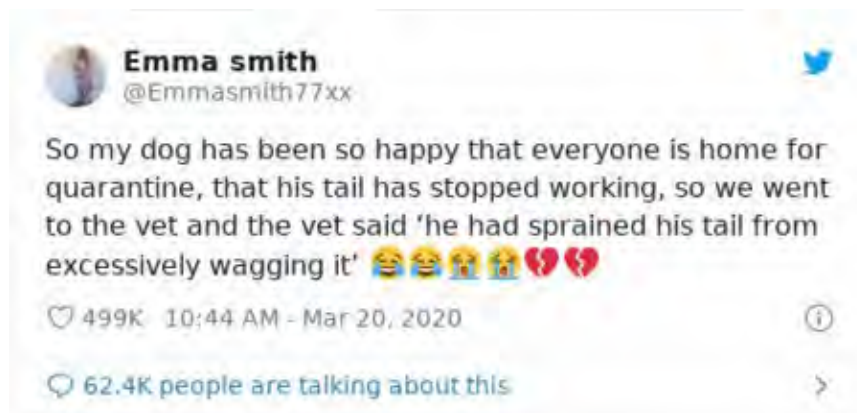 Emma smith
@Emmasmith77xx
So my dog has been so happy that everyone is home for
quarantine, that his tail has stopped working, so we went
to the vet and the vet said ‘he had sprained his tail from
excessively wagging it’ 😂😂😭😭💔💔
499K 10:44 AM - Mar 20, 2020
62.4K people are talking about this